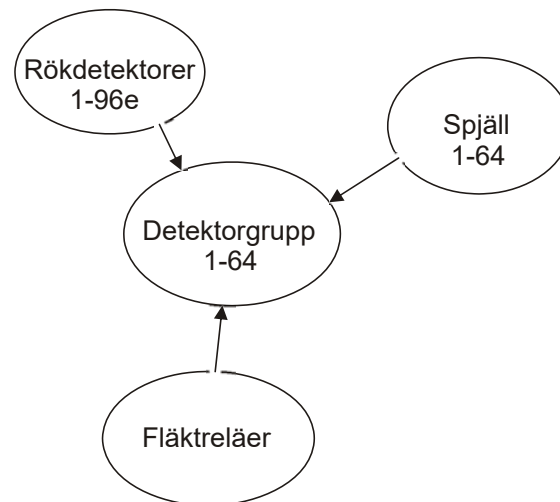 Rökdetektorer
1-96e
Spjäll
1-64
Detektorgrupp
1-64
Fläktreläer